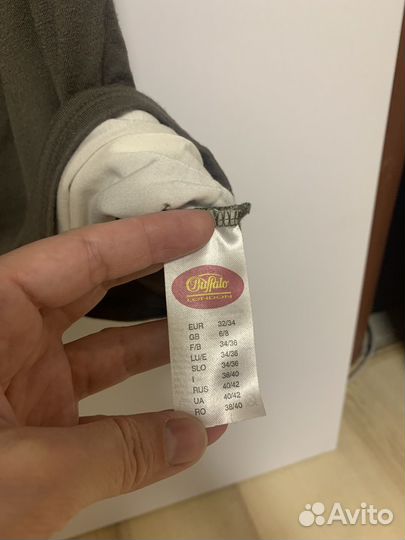 Buffalo
LONDON
EUR 32/34
GB 6/8
F/B 34/36
LU/E 34/36
SLO 34/36
I 38/40
RUS 40/42
UA 40/42
RO 38/40
Avito